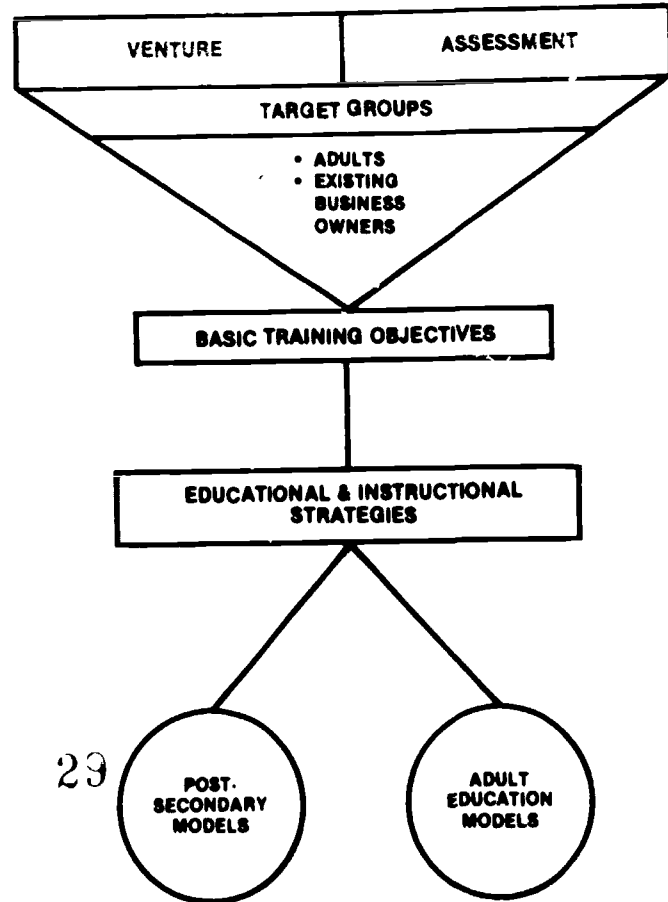 VENTURE
ASSESSMENT
TARGET GROUPS
• ADULTS
• EXISTING
BUSINESS
OWNERS
BASIC TRAINING OBJECTIVES
EDUCATIONAL & INSTRUCTIONAL
STRATEGIES
29
POST-
SECONDARY
MODELS
ADULT
EDUCATION
MODELS